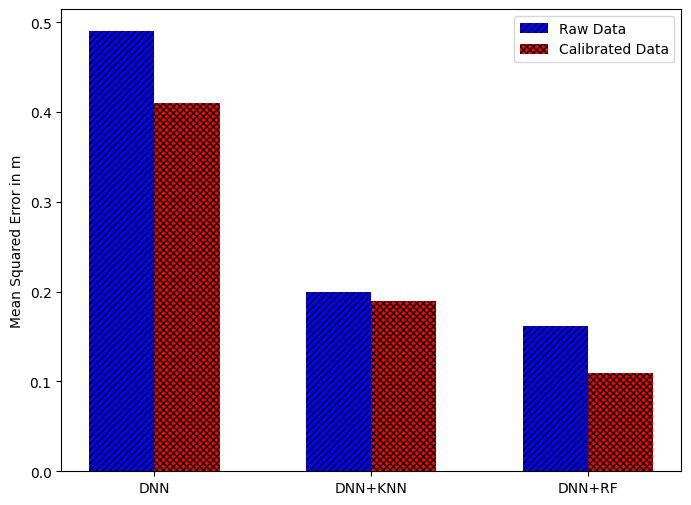 Raw Data
Calibrated Data
Mean Squared Error in m
0.5
0.4
0.3
0.2
0.1
0.0
DNN
DNN+KNN
DNN+RF